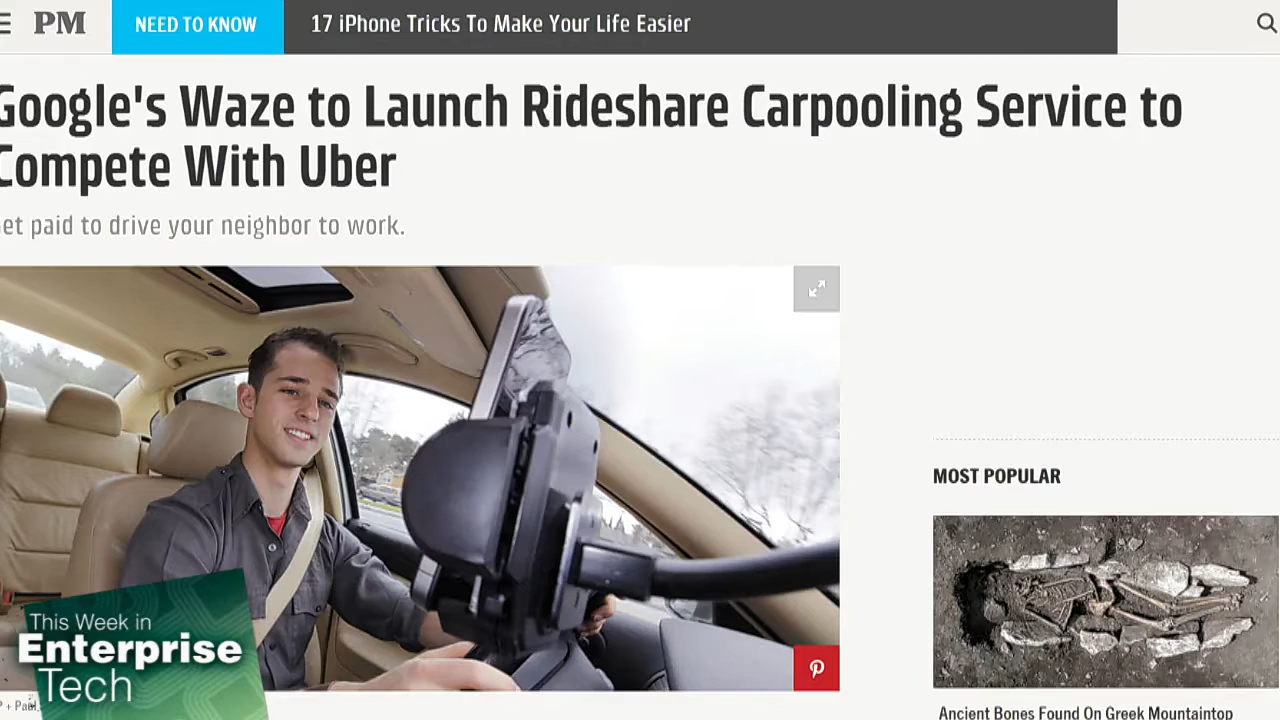 PM
NEED TO KNOW
17 iPhone Tricks To Make Your Life Easier
Google's Waze to Launch Rideshare Carpooling Service to
Compete With Uber
et paid to drive your neighbor to work.
MOST POPULAR
This Week in
Enterprise
Tech
Ancient Bones Found On Greek Mountaintop